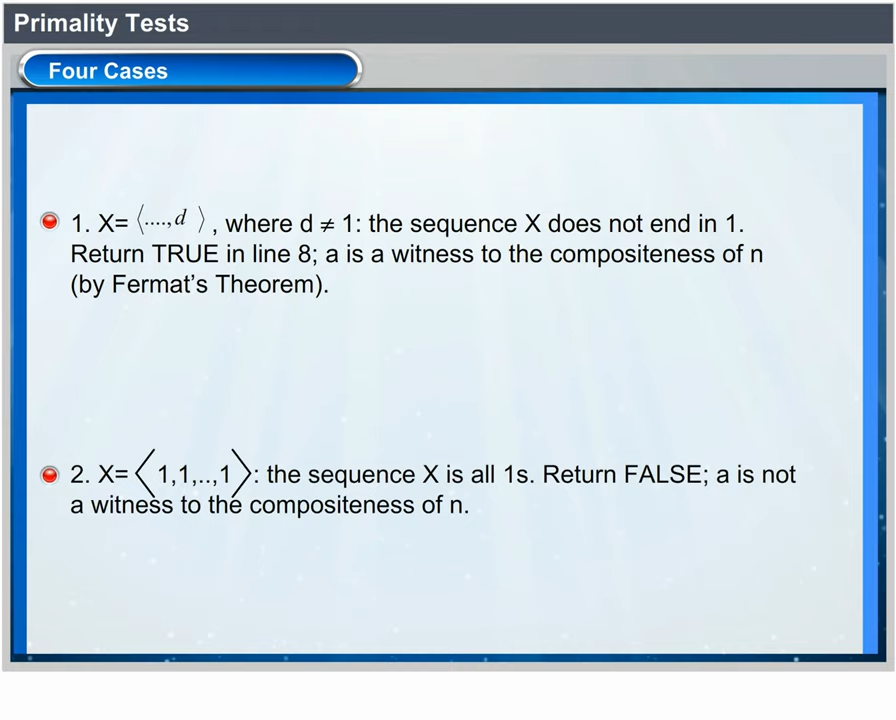 Primality Tests
Four Cases
1. X= ⟨....,d ⟩ , where d ≠ 1: the sequence X does not end in 1.
Return TRUE in line 8; a is a witness to the compositeness of n
(by Fermat’s Theorem).
2. X= ⟨1,1,..,1⟩: the sequence X is all 1s. Return FALSE; a is not
a witness to the compositeness of n.